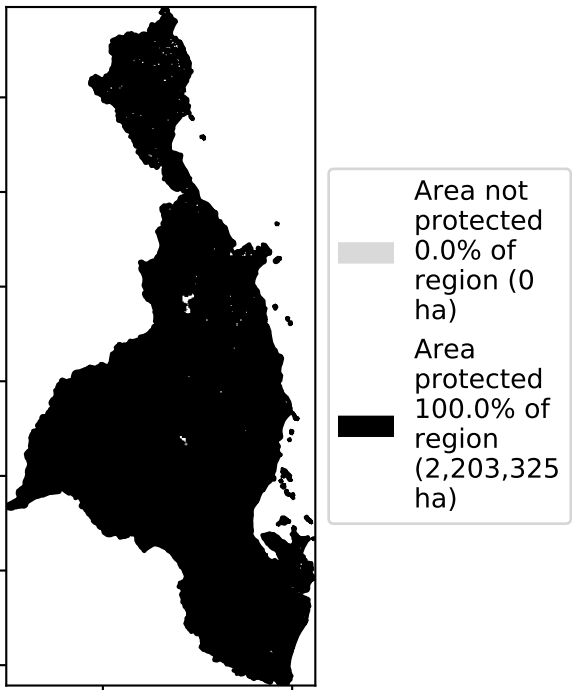 Area not
protected
0.0% of
region (0
ha)
Area
protected
100.0% of
region
(2,203,325
ha)